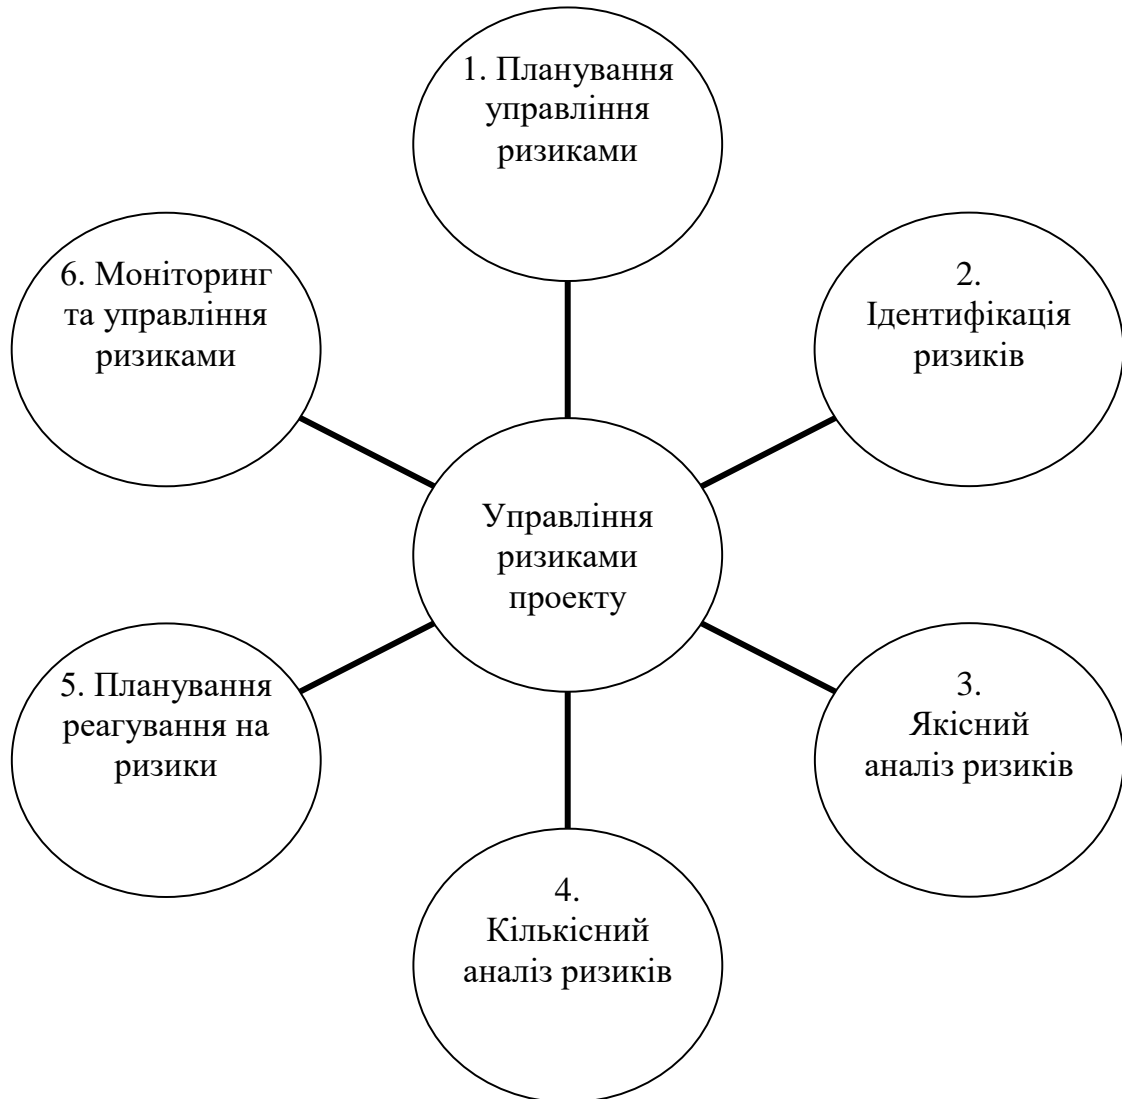 1. Планування
управління
ризиками
2.
Ідентифікація
ризиків
3.
Якісний
аналіз ризиків
4.
Кількісний
аналіз ризиків
5. Планування
реагування на
ризики
6. Моніторинг
та управління
ризиками
Управління
ризиками
проекту